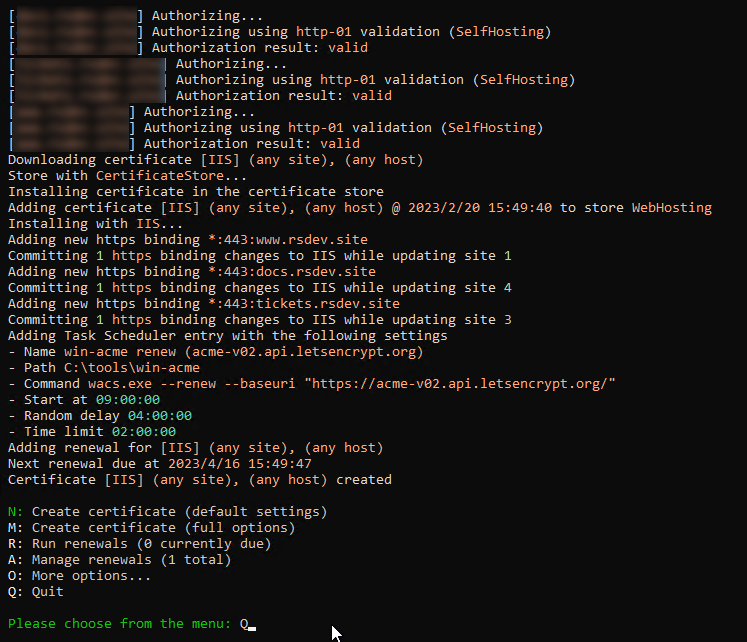 [ ] Authorizing...
[ ] Authorizing using http-01 validation (SelfHosting)
[ ] Authorization result: valid
[ Authorizing...
[ Authorizing using http-01 validation (SelfHosting)
[ Authorization result: valid
[ ] Authorizing...
[ ] Authorizing using http-01 validation (SelfHosting)
[ ] Authorization result: valid
Downloading certificate [IIS] (any site), (any host)
Store with CertificateStore...
Installing certificate in the certificate store
Adding certificate [IIS] (any site), (any host) @ 2023/2/20 15:49:40 to store WebHosting
Installing with IIS...
Adding new https binding *:443:www.rsdev.site
Committing 1 https binding changes to IIS while updating site 1
Adding new https binding *:443:docs.rsdev.site
Committing 1 https binding changes to IIS while updating site 4
Adding new https binding *:443:tickets.rsdev.site
Committing 1 https binding changes to IIS while updating site 3
Adding Task Scheduler entry with the following settings
- Name win-acme renew (acme-v02.api.letsencrypt.org)
- Path C:\tools\win-acme
- Command wacs.exe --renew --baseuri "https://acme-v02.api.letsencrypt.org/"
- Start at 09:00:00
- Random delay 04:00:00
- Time limit 02:00:00
Adding renewal for [IIS] (any site), (any host)
Next renewal due at 2023/4/16 15:49:47
Certificate [IIS] (any site), (any host) created
N: Create certificate (default settings)
M: Create certificate (full options)
R: Run renewals (0 currently due)
A: Manage renewals (1 total)
O: More options...
Q: Quit
Please choose from the menu: Q